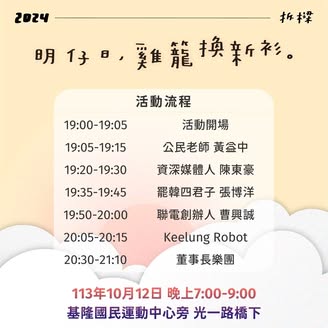 2024
拆樑
明仔日，雞籠換新衫。
活動流程
19:00-19:05 活動開場
19:05-19:15 公民老師 黃益中
19:20-19:30 資深媒體人 陳東豪
19:35-19:45 罷韓四君子 張博洋
19:50-20:00 聯電創辦人 曹興誠
20:05-20:15 Keelung Robot
20:30-21:10 董事長樂團
113年10月12日 晚上7:00-9:00
基隆國民運動中心旁 光一路橋下